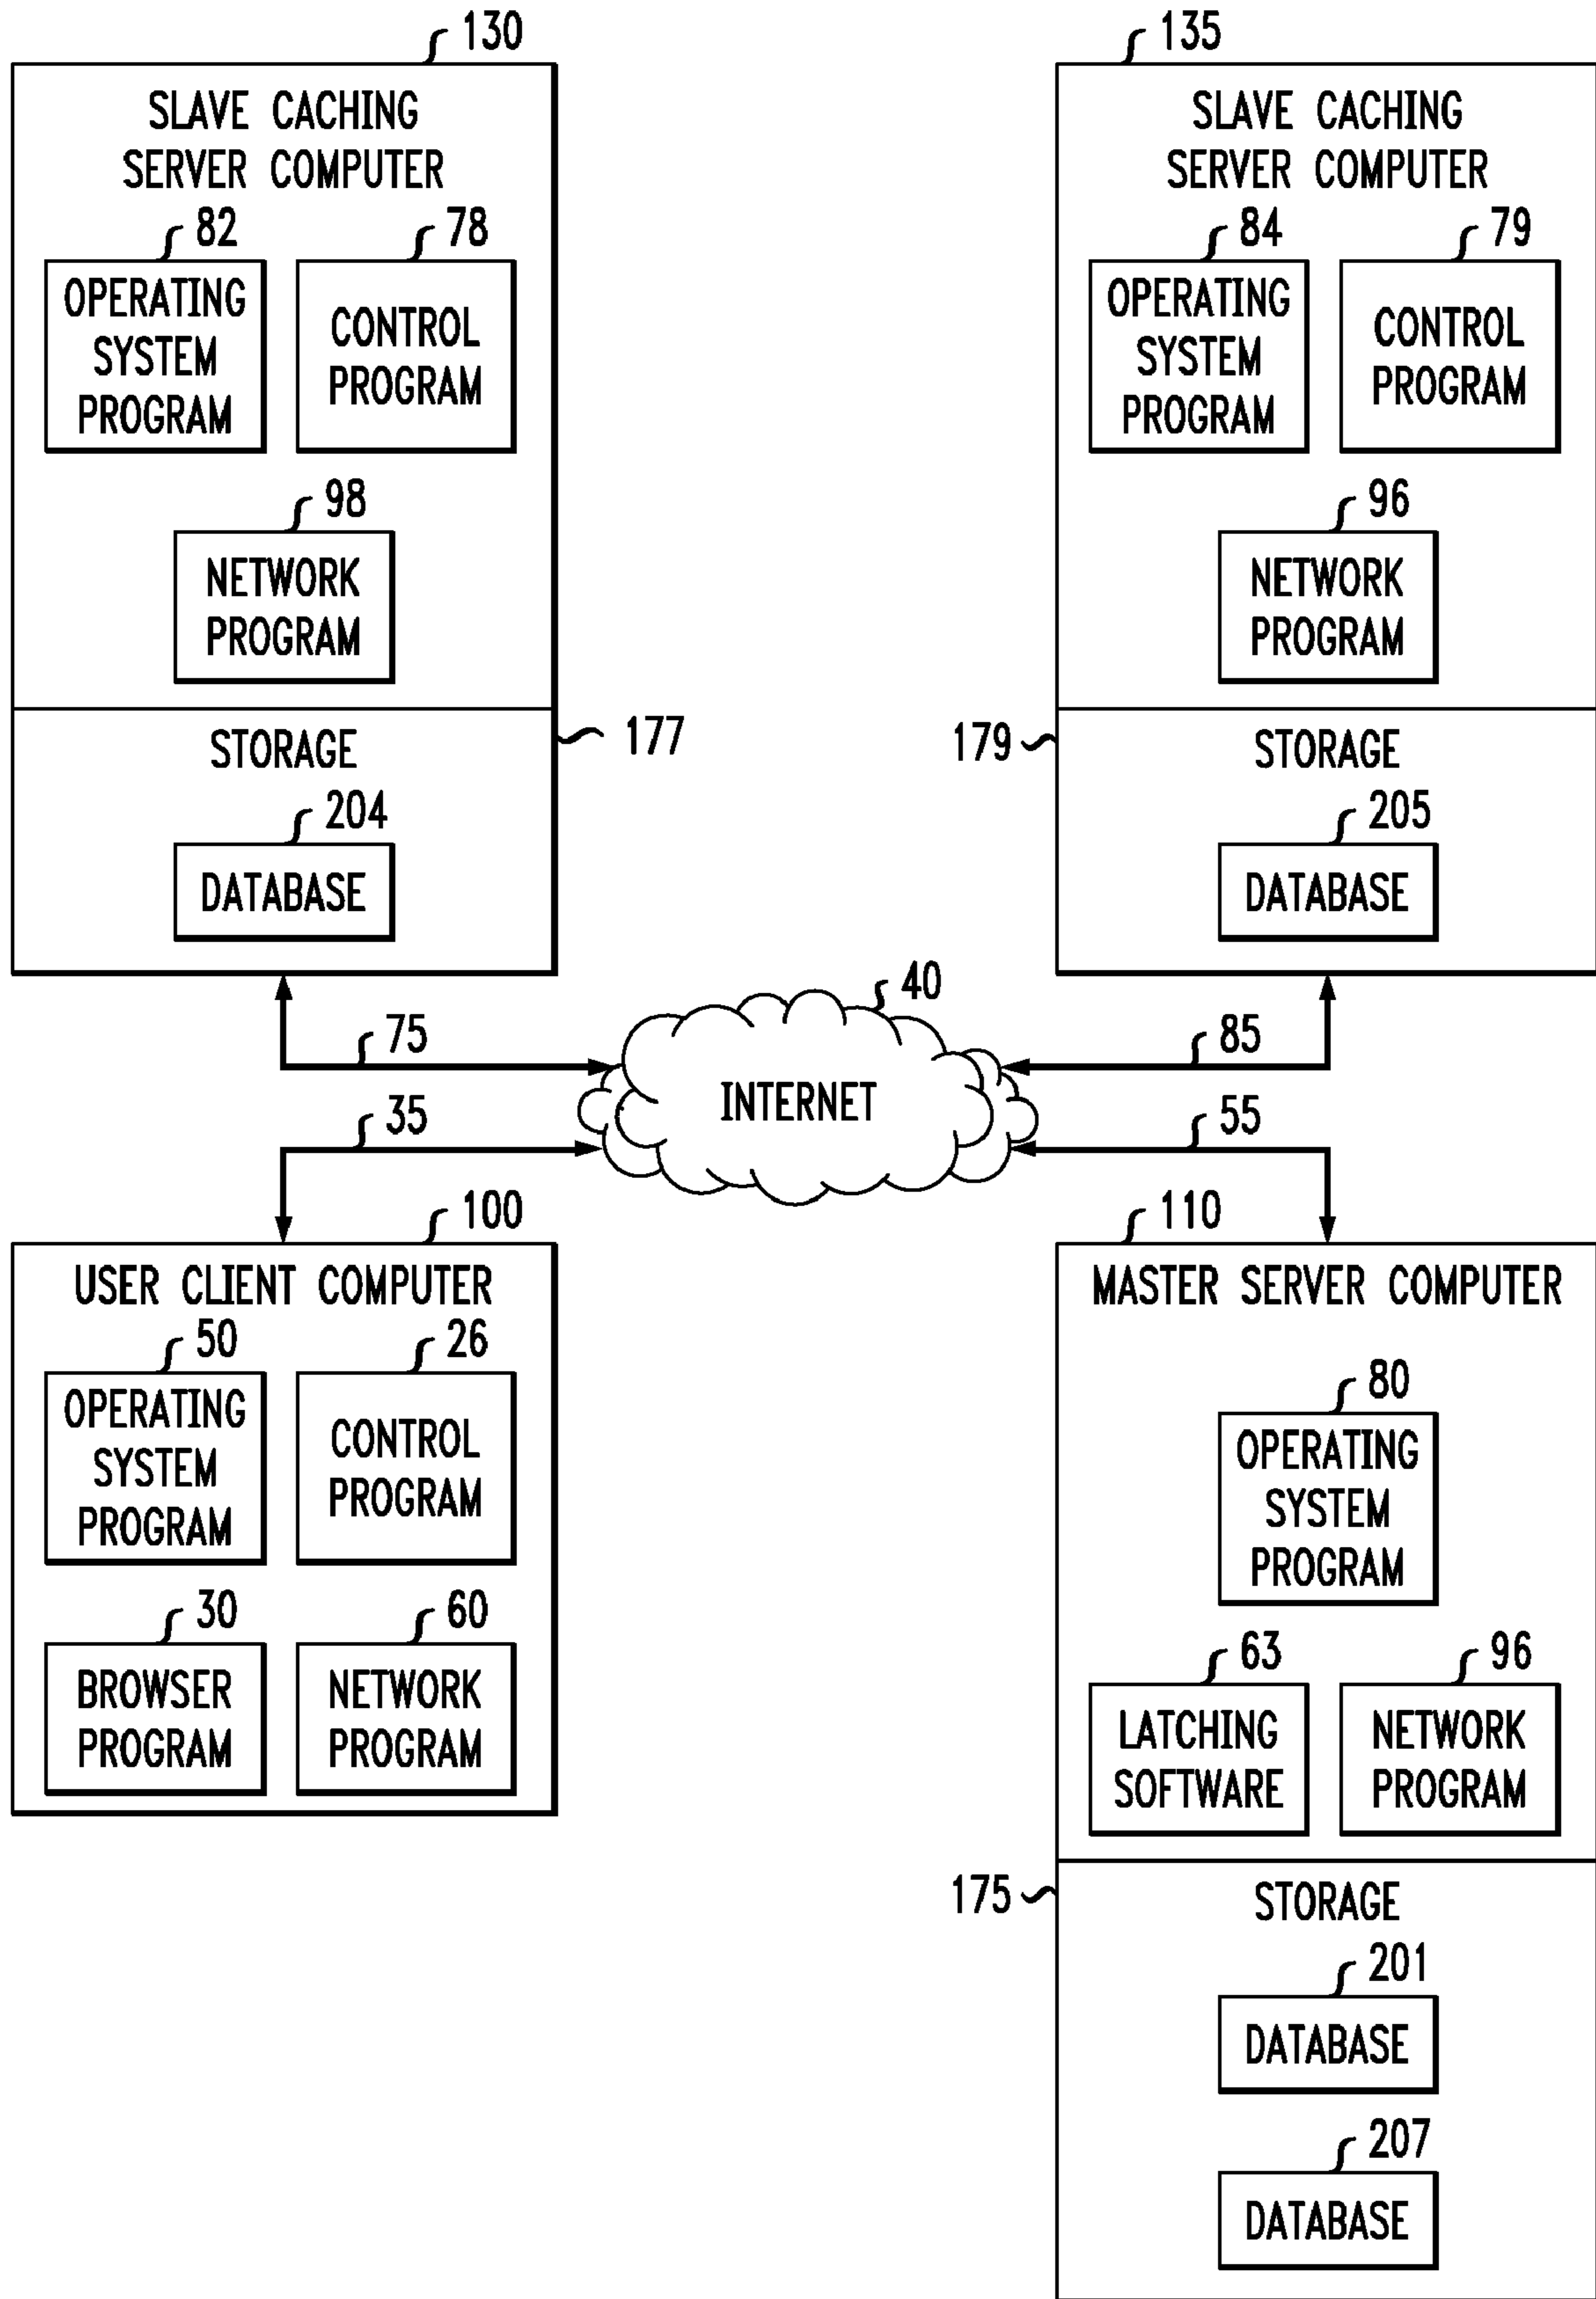 130
SLAVE CACHING
SERVER COMPUTER
82
OPERATING
SYSTEM
PROGRAM
78
CONTROL
PROGRAM
98
NETWORK
PROGRAM
177
STORAGE
204
DATABASE
135
SLAVE CACHING
SERVER COMPUTER
84
OPERATING
SYSTEM
PROGRAM
79
CONTROL
PROGRAM
96
NETWORK
PROGRAM
179
STORAGE
205
DATABASE
75
40
INTERNET
85
35
55
100
USER CLIENT COMPUTER
50
OPERATING
SYSTEM
PROGRAM
26
CONTROL
PROGRAM
30
BROWSER
PROGRAM
60
NETWORK
PROGRAM
110
MASTER SERVER COMPUTER
80
OPERATING
SYSTEM
PROGRAM
63
LATCHING
SOFTWARE
96
NETWORK
PROGRAM
175
STORAGE
201
DATABASE
207
DATABASE